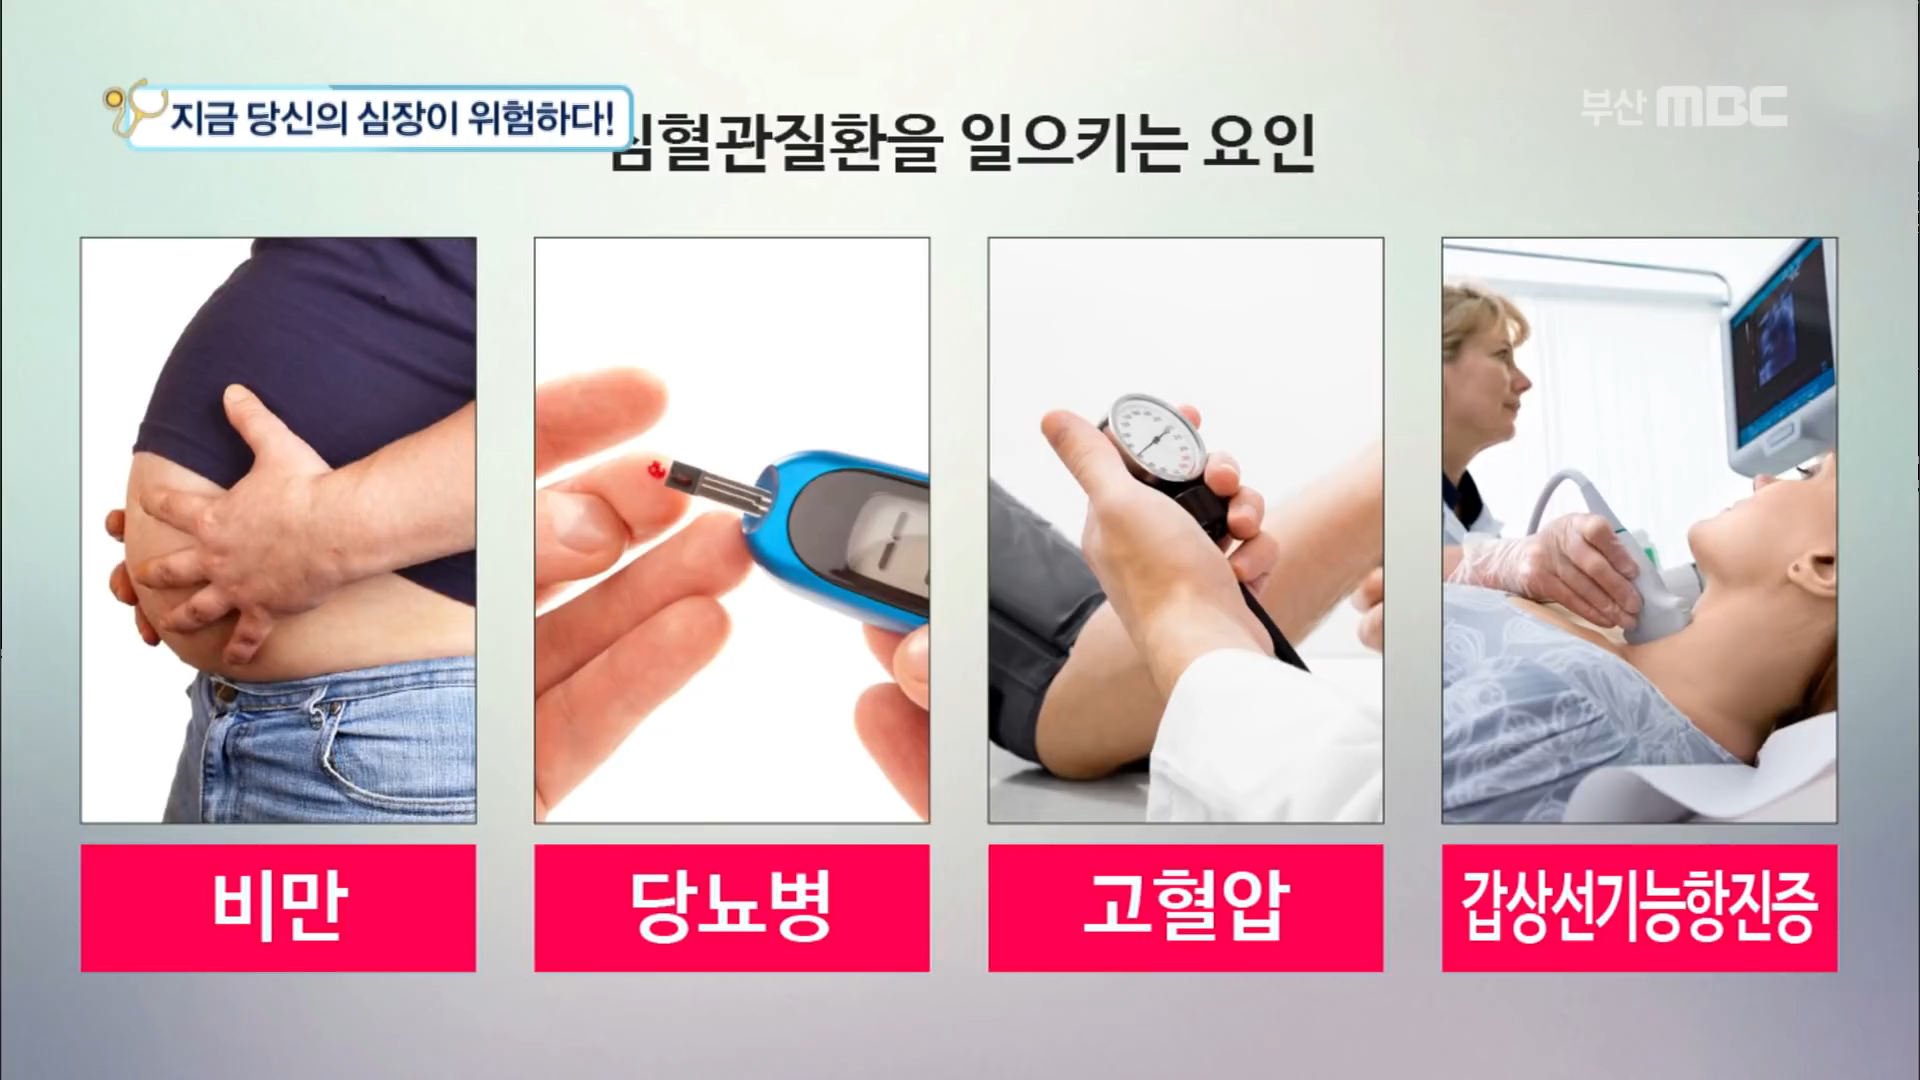 지금 당신의 심장이 위험하다!
부산 MBC
심혈관질환을 일으키는 요인
비만
당뇨병
고혈압
갑상선기능항진증